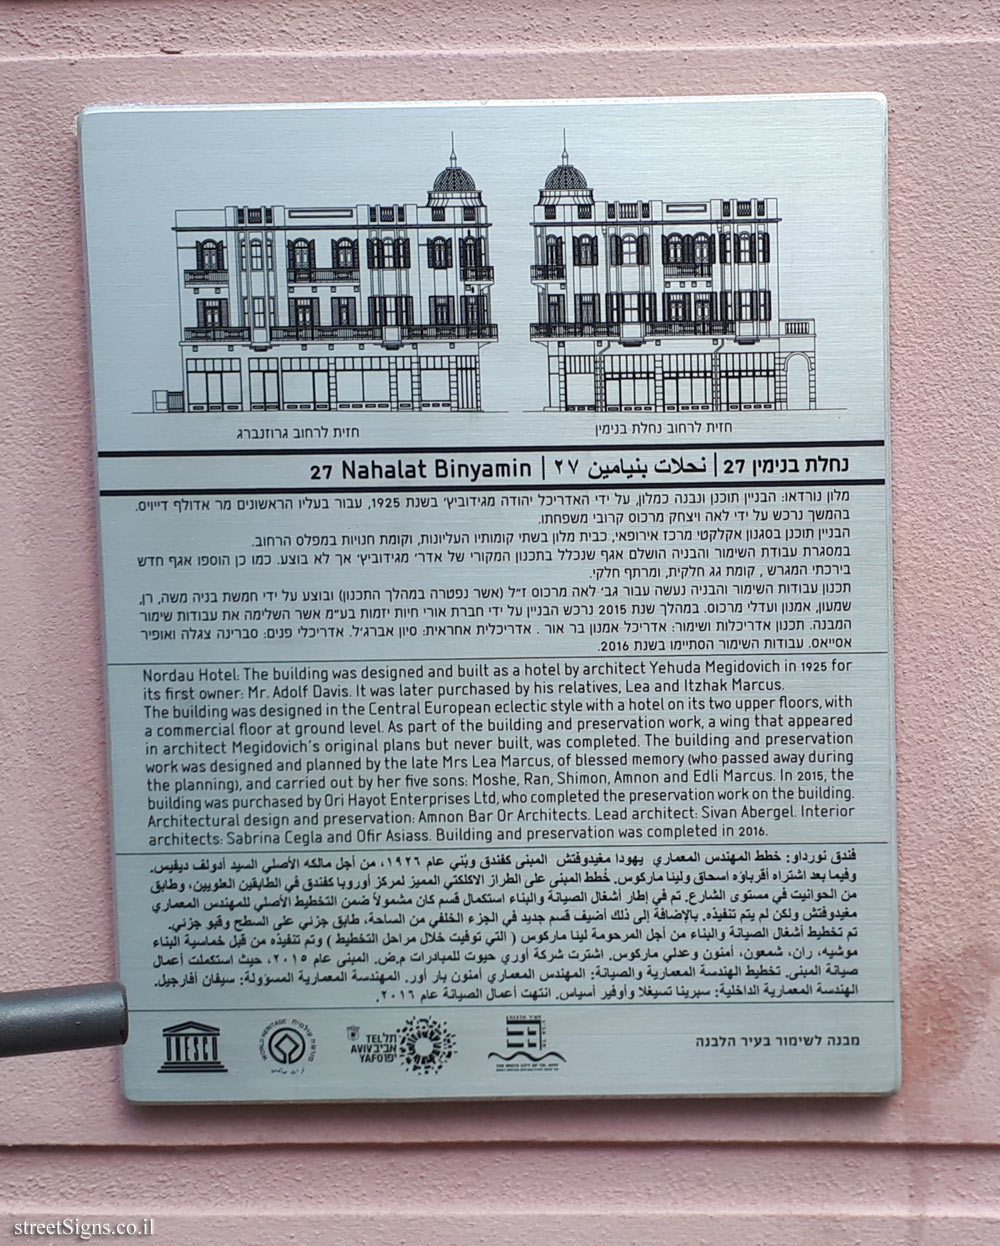 חזית לרחוב גרוזנברג
חזית לרחוב נחלת בנימין
נחלת בנימין 27 | نحلات بنيامين ٢٧ | 27 Nahalat Binyamin
מלון נורדאו: הבניין תוכנן ונבנה כמלון, על ידי האדריכל יהודה מגידוביץ' בשנת 1925, עבור בעליו הראשונים מר אדולף דייויס.
בהמשך נרכש על ידי לאה ויצחק מרכוס קרובי משפחתו.
הבניין תוכנן בסגנון אקלקטי מרכז אירופאי, כבית מלון בשתי קומותיו העליונות, וקומת חנויות במפלס הרחוב.
במסגרת עבודת השימור והבניה הושלם אגף שנכלל בתכנון המקורי של אדר' מגידוביץ' אך לא בוצע. כמו כן הוספו אגף חדש
בירכתי המגרש , קומת גג חלקית, ומרתף חלקי.
תכנון עבודות השימור והבניה נעשה עבור גב' לאה מרכוס ז"ל (אשר נפטרה במהלך התכנון) ובוצע על ידי חמשת בניה משה, רן,
שמעון, אמנון ועדלי מרכוס. במהלך שנת 2015 נרכש הבניין על ידי חברת אורי חיות יזמות בע"מ אשר השלימה את עבודות שימור
המבנה. תכנון אדריכלות ושימור: אדריכל אמנון בר אור . אדריכלית אחראית: סיון אברג'ל. אדריכלי פנים: סברינה צגלה ואופיר
אסייאס. עבודות השימור הסתיימו בשנת 2016.
Nordau Hotel: The building was designed and built as a hotel by architect Yehuda Megidovich in 1925 for
its first owner: Mr. Adolf Davis. It was later purchased by his relatives, Lea and Itzhak Marcus.
The building was designed in the Central European eclectic style with a hotel on its two upper floors, with
a commercial floor at ground level. As part of the building and preservation work, a wing that appeared
in architect Megidovich's original plans but never built, was completed. The building and preservation
work was designed and planned by the late Mrs Lea Marcus, of blessed memory (who passed away during
the planning), and carried out by her five sons: Moshe, Ran, Shimon, Amnon and Edli Marcus. In 2015, the
building was purchased by Ori Hayot Enterprises Ltd, who completed the preservation work on the building.
Architectural design and preservation: Amnon Bar Or Architects. Lead architect: Sivan Abergel. Interior
architects: Sabrina Cegla and Ofir Asiass. Building and preservation was completed in 2016.
فندق نورداو: خطط المهندس المعماري يهودا مغيدوفتش المبنى كفندق وبُني عام ١٩٢٦، من أجل مالكه الأصلي السيد أدولف ديفيس.
وفيما بعد اشتراه أقرباؤه اسحاق ولينا ماركوس. خُطط المبنى على الطراز الاكلكتي المميز لمركز أوروبا كفندق في الطابقين العلويين، وطابق
من الحوانيت في مستوى الشارع. تم في إطار أشغال الصيانة والبناء استكمال قسم كان مشمولاً ضمن التخطيط الأصلي للمهندس المعماري
مغيدوفتش ولكن لم يتم تنفيذه. بالإضافة إلى ذلك أضيف قسم جديد في الجزء الخلفي من الساحة، طابق جزئي على السطح وقبو جزئي.
تم تخطيط أشغال الصيانة والبناء من أجل المرحومة لينا ماركوس ( التي توفيت خلال مراحل التخطيط ) وتم تنفيذه من قبل خماسية البناء
موشيه، ران، شمعون، أمنون وعدلي ماركوس. اشترت شركة أوري حيوت للمبادرات م.ض. المبنى عام ٢٠١٥، حيث استكملت أعمال
صيانة المبنى. تخطيط الهندسة المعمارية والصيانة: المهندس المعماري أمنون بار أور. المهندسة المعمارية المسؤولة: سيفان أفارجيل.
الهندسة المعمارية الداخلية: سبرينا تسيغلا وأوفير أسياس. انتهت أعمال الصيانة عام ٢٠١٦.
UNESCO
WORLD HERITAGE
מורשת עולמית
TEL AVIV YAFO
תל אביב יפו
THE WHITE CITY OF TEL AVIV
מבנה לשימור בעיר הלבנה
streetSigns.co.il